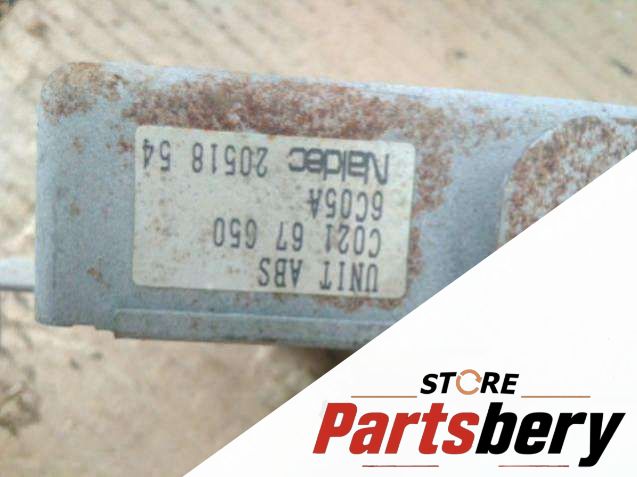 UNIT ABS
C021 67 650
6C05A
Naldec 20518 54
STORE
Partsbery